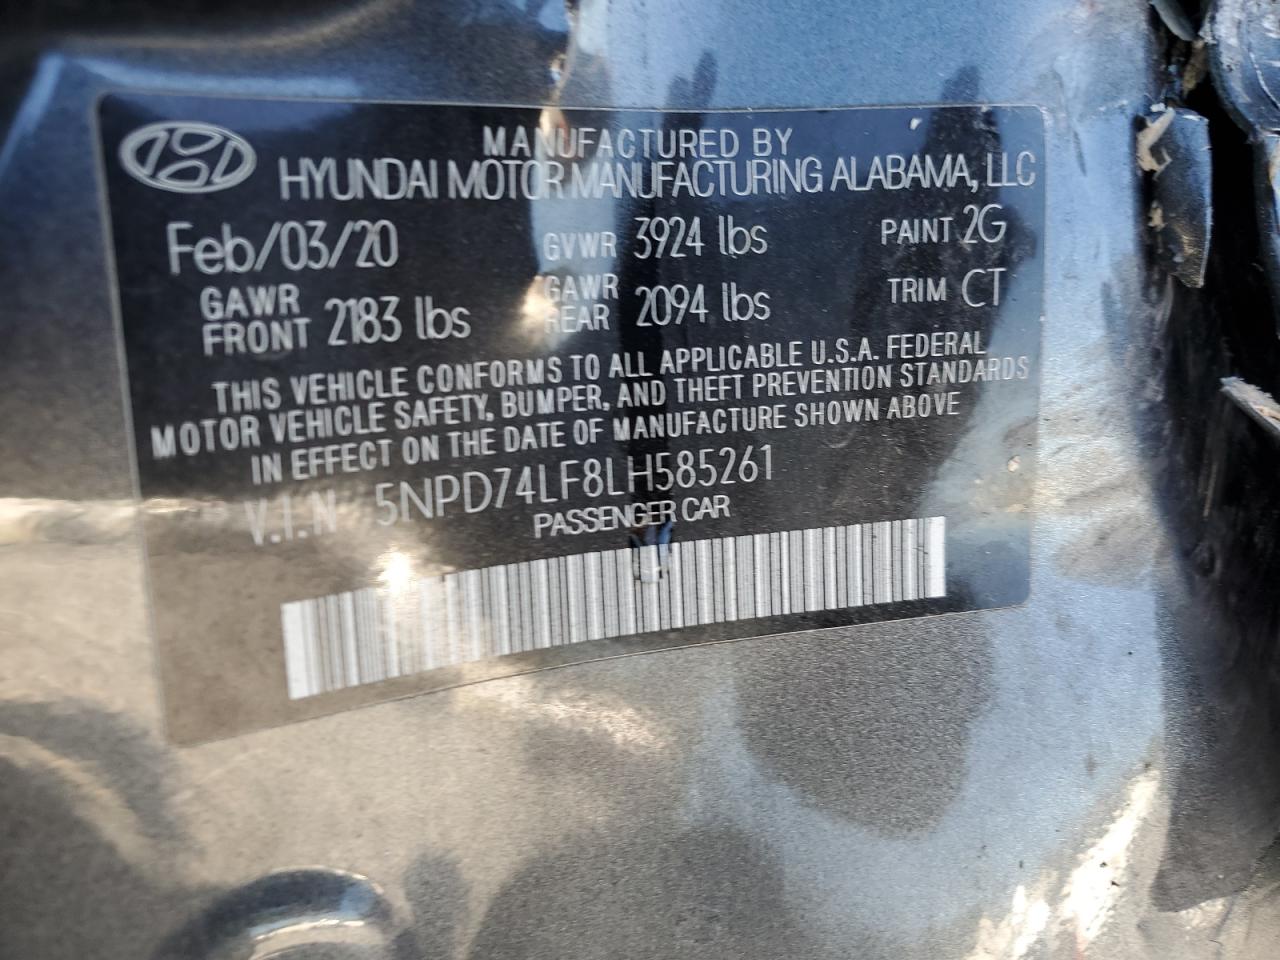 MANUFACTURED BY
HYUNDAI MOTOR MANUFACTURING ALABAMA, LLC
Feb/03/20 GVWR 3924 lbs PAINT 2G
GAWR FRONT 2183 lbs GAWR REAR 2094 lbs TRIM CT
THIS VEHICLE CONFORMS TO ALL APPLICABLE U.S.A. FEDERAL
MOTOR VEHICLE SAFETY, BUMPER, AND THEFT PREVENTION STANDARDS
IN EFFECT ON THE DATE OF MANUFACTURE SHOWN ABOVE
V.I.N 5NPD74LF8LH585261
PASSENGER CAR